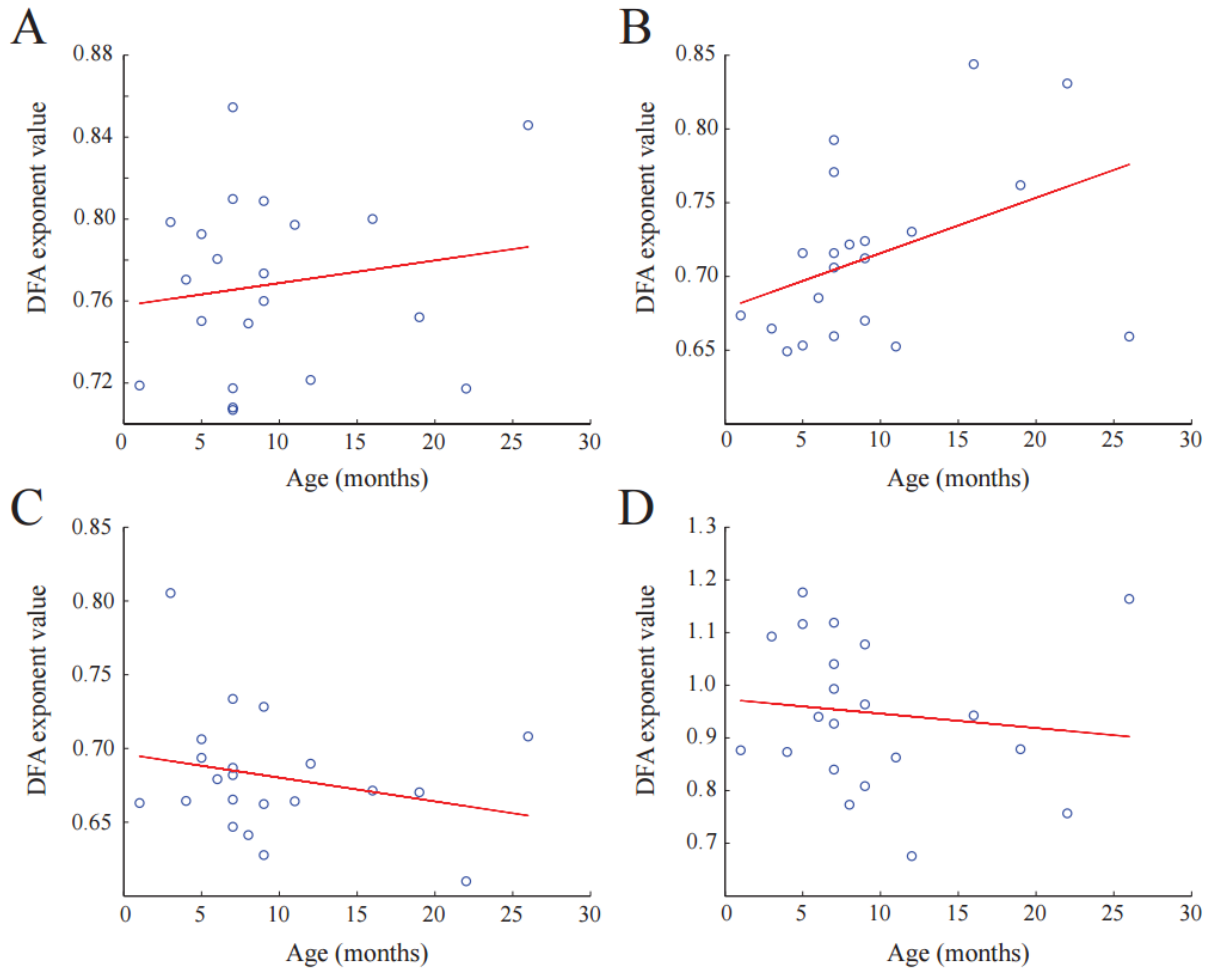 A
0.88
0.84
0.80
0.76
0.72
DFA exponent value
0 5 10 15 20 25 30
Age (months)
B
0.85
0.80
0.75
0.70
0.65
DFA exponent value
0 5 10 15 20 25 30
Age (months)
C
0.85
0.80
0.75
0.70
0.65
DFA exponent value
0 5 10 15 20 25 30
Age (months)
D
1.3
1.2
1.1
1.0
0.9
0.8
0.7
DFA exponent value
0 5 10 15 20 25 30
Age (months)